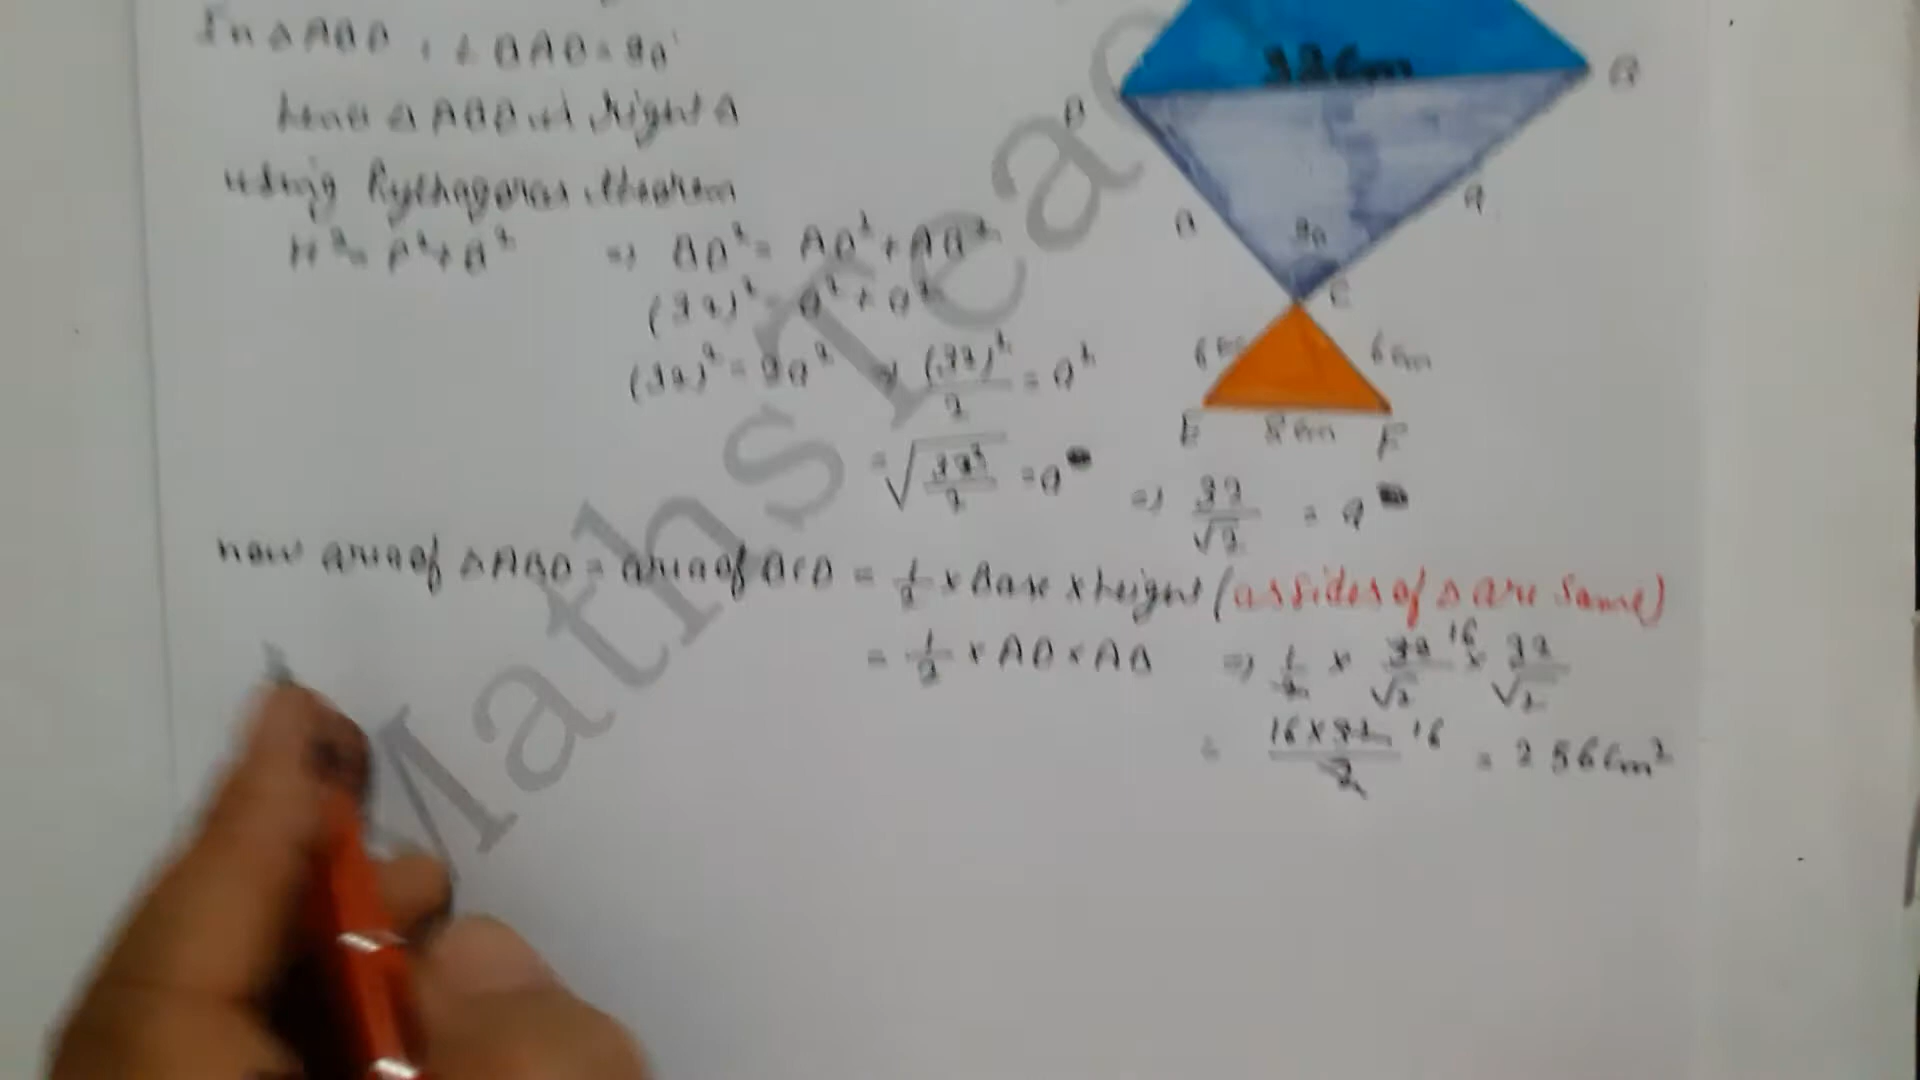 In △ABD, ∠BAD=90°
hence △ABD is right △
using Pythagoras theorem
H²= P²+B² ⇒ BD²= AD²+AB²
(32)²= a²+a²
(32)²= 2a² ⇒ (32)²/2 = a²
= √(32²/2) = a ⇒ 32/√2 = a
now area of △ABD = area of BCD = 1/2 × Base × height (as sides of △ are same)
= 1/2 × AD × AB ⇒ 1/2 × 32/√2 × 32/√2 16
= 16×32/2 16 = 256cm²
32cm
D
B
a
a
90
C
6cm
6cm
E
8cm
F
Maths Teac